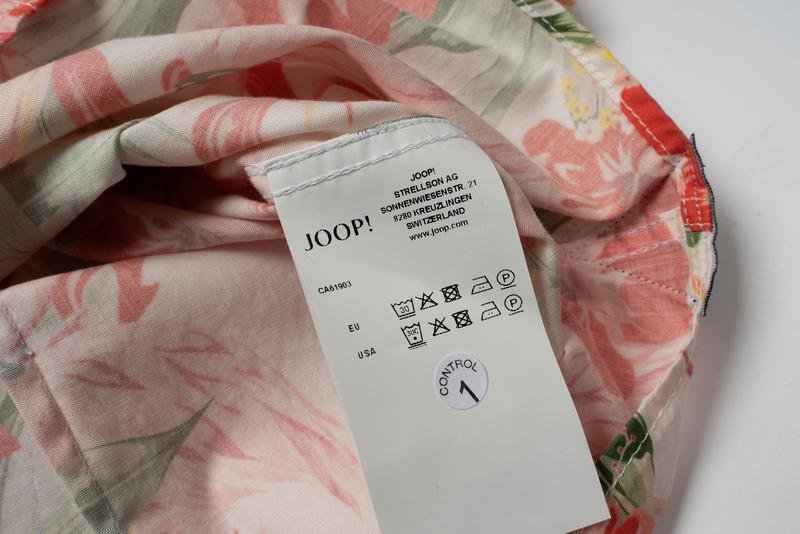 JOOP!
STRELLSON AG
SONNENWIESENSTR. 21
8280 KREUZLINGEN
SWITZERLAND
www.joop.com
JOOP!
CA61903
EU
30
P
USA
30C
P
CONTROL
1